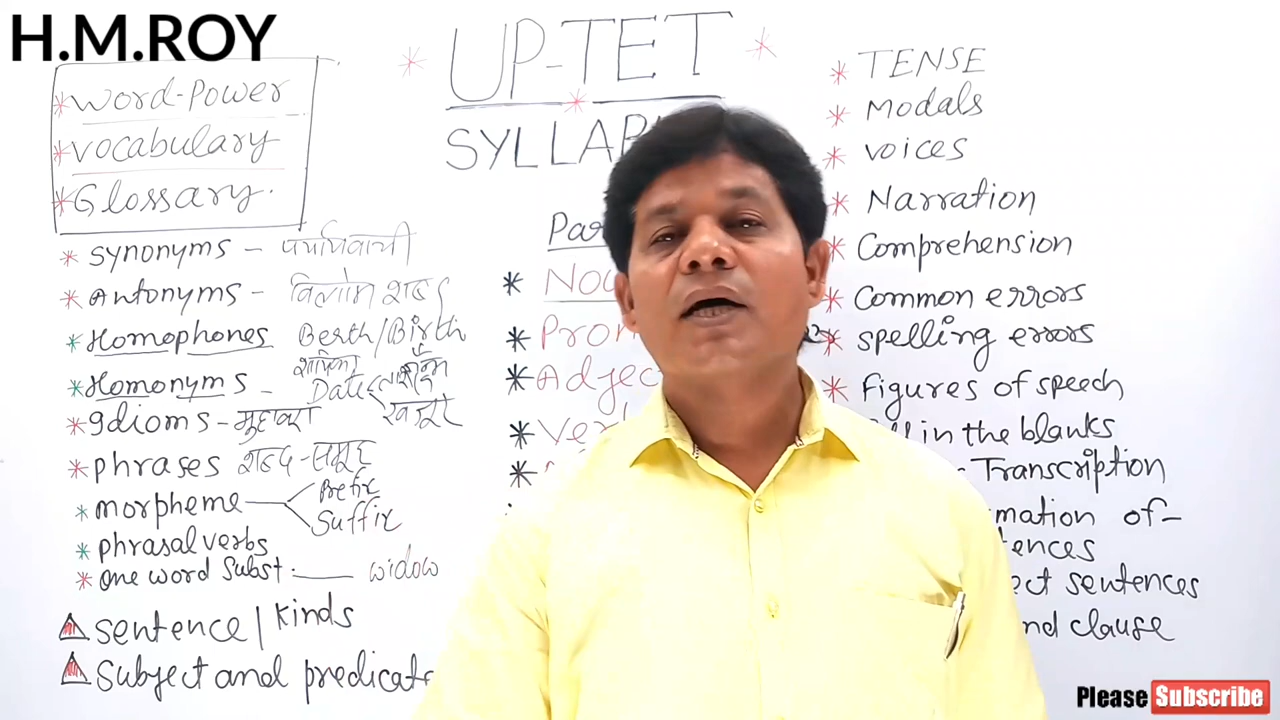 H.M.ROY
UP-TET
SYLLAB
* Word-Power
* Vocabulary
* Glossary.
* synonyms - पर्यायवाची
* Antonyms - विलोम शब्द
* Homophones Berth/Birth
* Homonyms - Date
* Idioms - मुहावरा
* phrases शब्द-समूह
* morpheme Prefix
Suffix
* phrasal verbs
* one word Subst. widow
sentence / kinds
Subject and predicate
Par
* Nou
* Pron
* Adjec
* Ver
* TENSE
* Modals
* voices
* Narration
* Comprehension
* Common errors
* spelling errors
* Figures of speech
ll in the blanks
- Transcription
mation of-
tences
ect sentences
nd clause
Please Subscribe